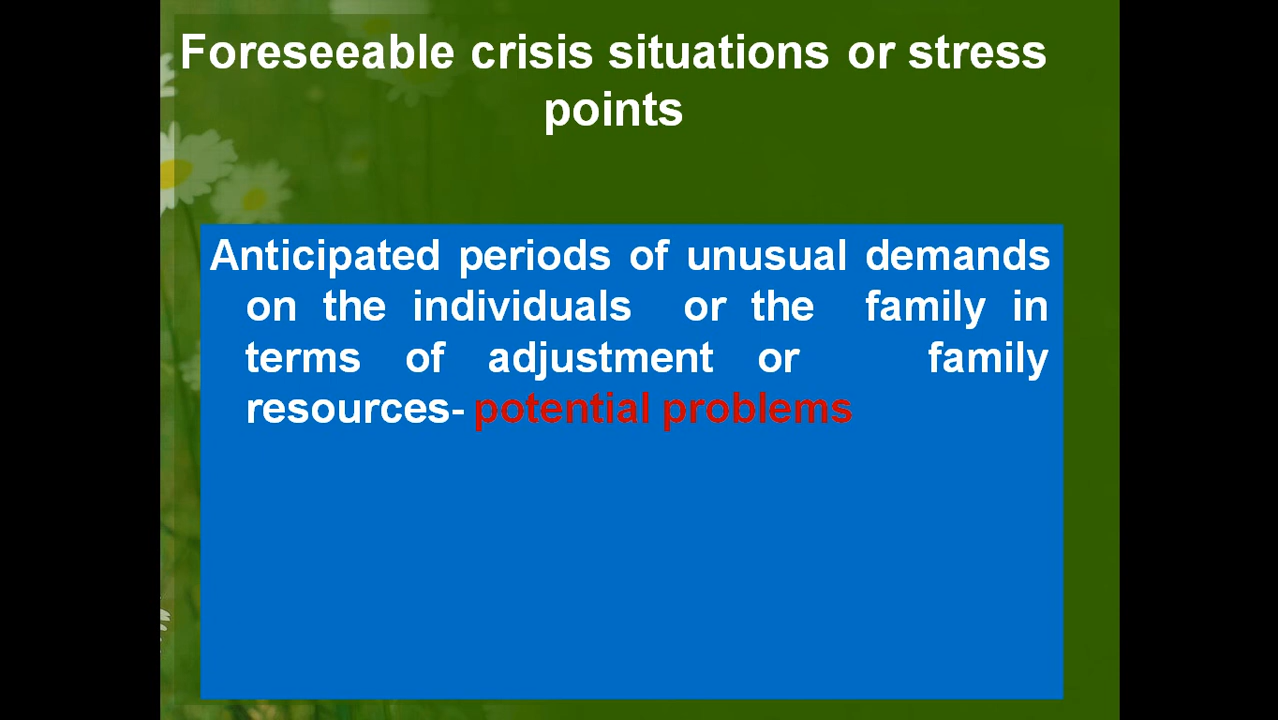 Foreseeable crisis situations or stress
points
Anticipated periods of unusual demands
on the individuals or the family in
terms of adjustment or family
resources- potential problems